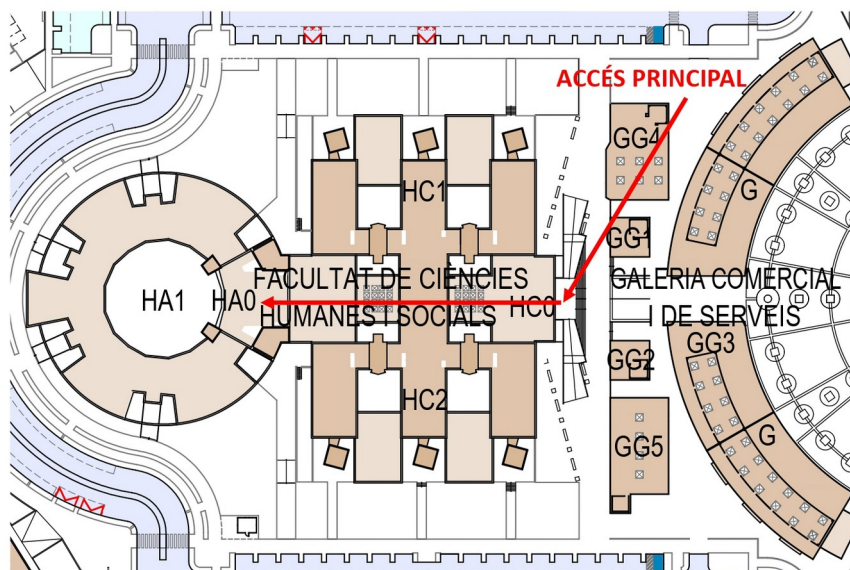 ACCÉS PRINCIPAL
GG4
HC1
G
GG1
FACULTAT DE CIÈNCIES
HUMANES I SOCIALS
GALERIA COMERCIAL
I DE SERVEIS
HA1
HA0
HC0
GG2
GG3
HC2
G
GG5